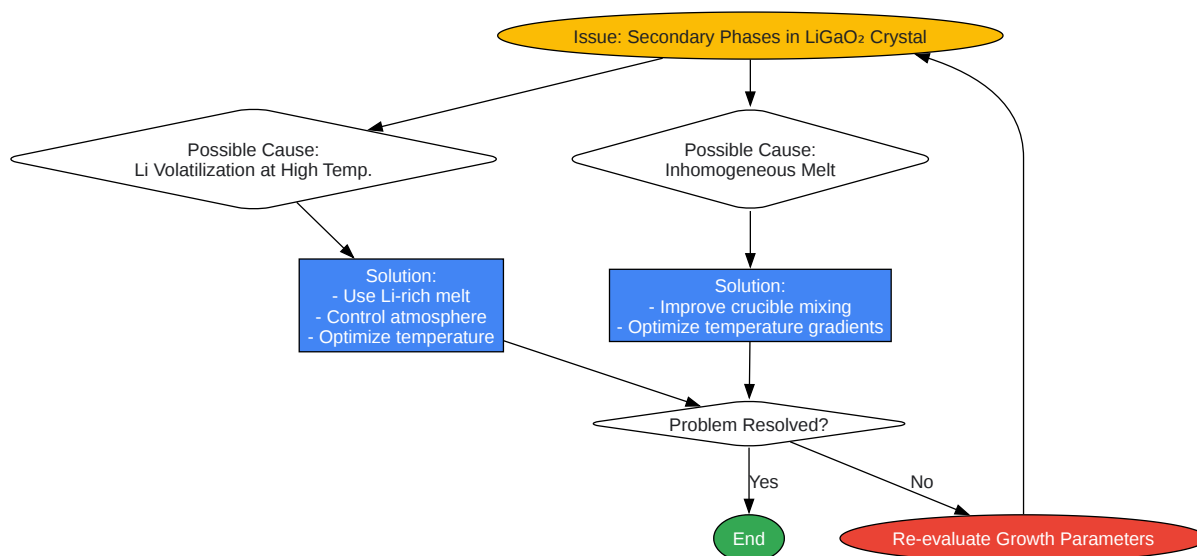 Issue: Secondary Phases in LiGaO₂ Crystal
Possible Cause:
Li Volatilization at High Temp.
Possible Cause:
Inhomogeneous Melt
Solution:
- Use Li-rich melt
- Control atmosphere
- Optimize temperature
Solution:
- Improve crucible mixing
- Optimize temperature gradients
Problem Resolved?
Yes
No
End
Re-evaluate Growth Parameters